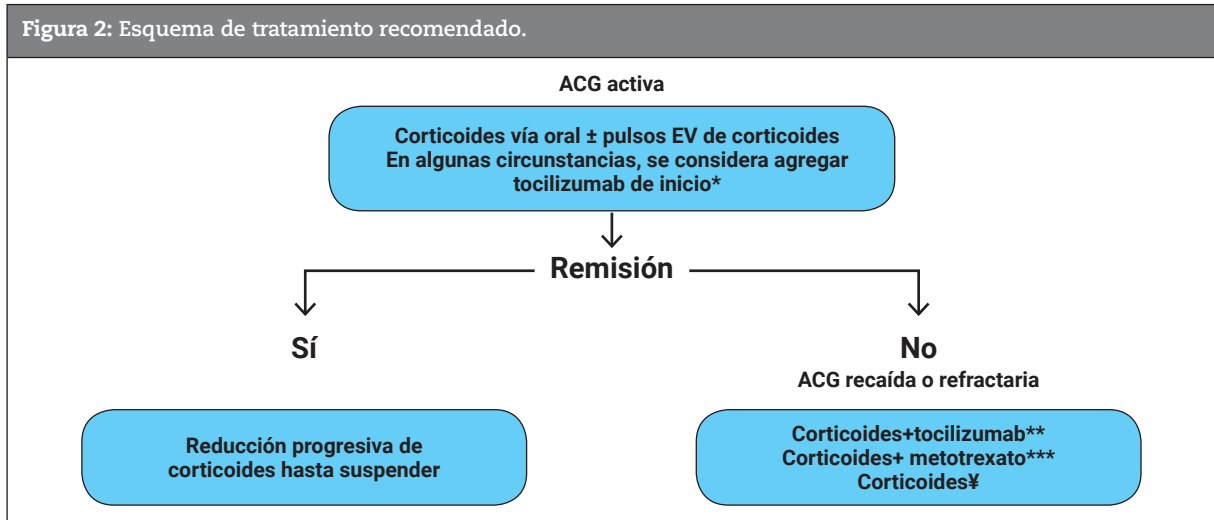 Figura 2: Esquema de tratamiento recomendado.
ACG activa
Corticoides vía oral ± pulsos EV de corticoides
En algunas circunstancias, se considera agregar
tocilizumab de inicio*
Remisión
Sí
No
ACG recaída o refractaria
Reducción progresiva de
corticoides hasta suspender
Corticoides+tocilizumab**
Corticoides+ metotrexato***
Corticoides¥